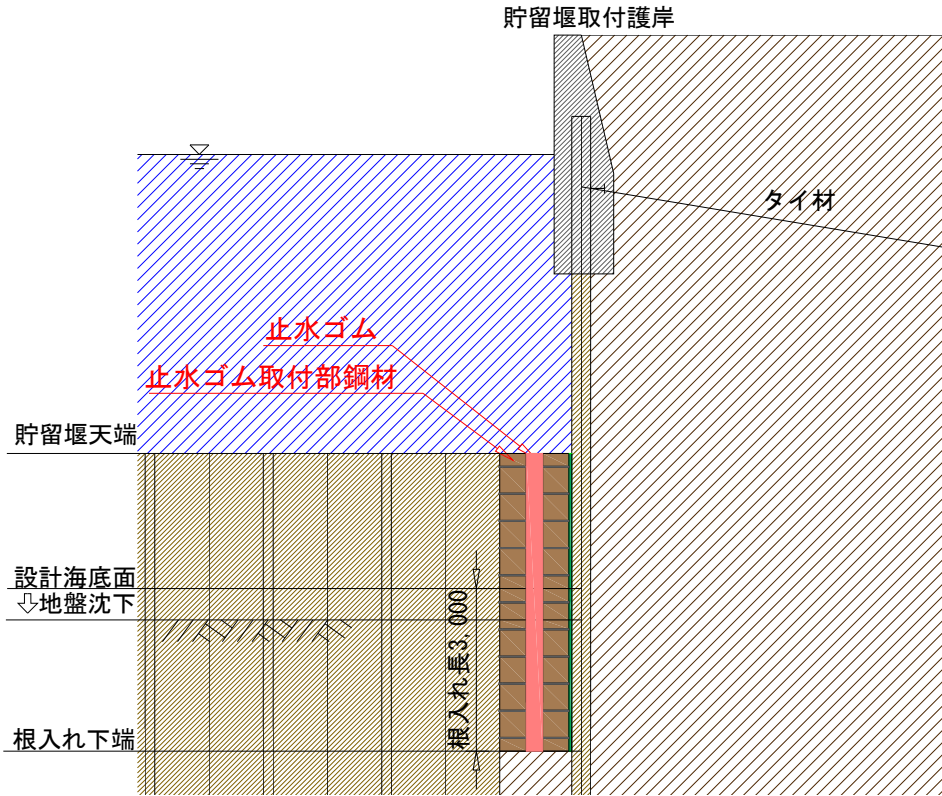 貯留堰取付護岸
タイ材
止水ゴム
止水ゴム取付部鋼材
貯留堰天端
設計海底面
地盤沈下
根入れ長3,000
根入れ下端